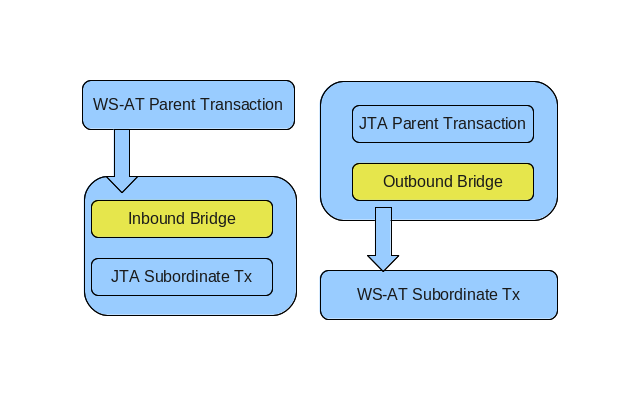 WS-AT Parent Transaction
Inbound Bridge
JTA Subordinate Tx
JTA Parent Transaction
Outbound Bridge
WS-AT Subordinate Tx